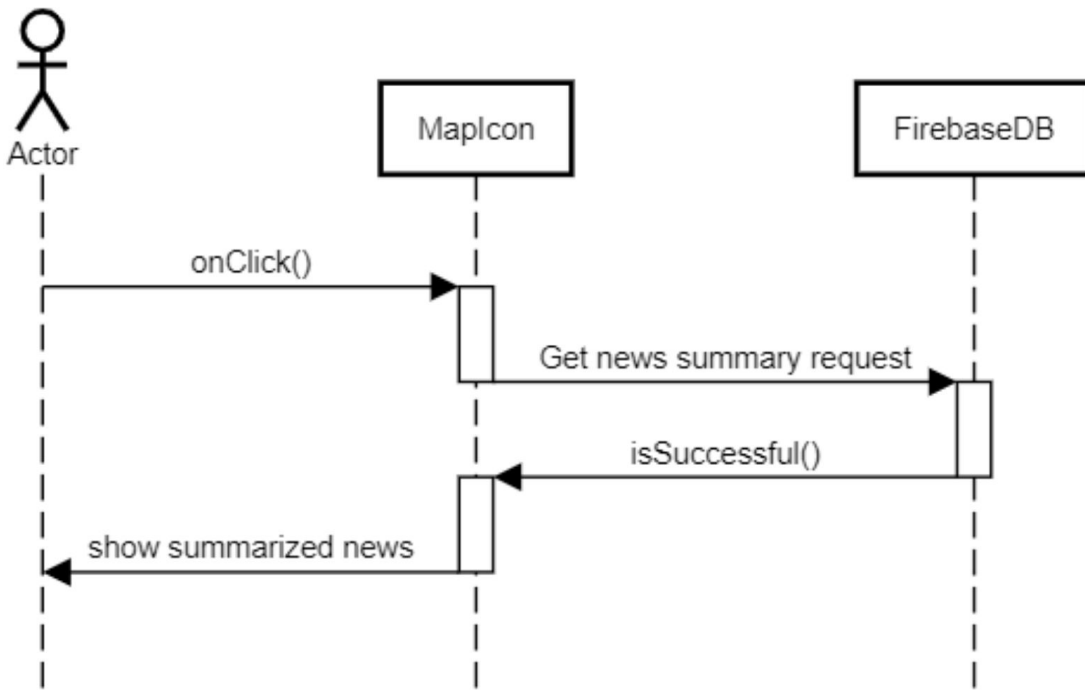 Actor
MapIcon
FirebaseDB
onClick()
Get news summary request
isSuccessful()
show summarized news